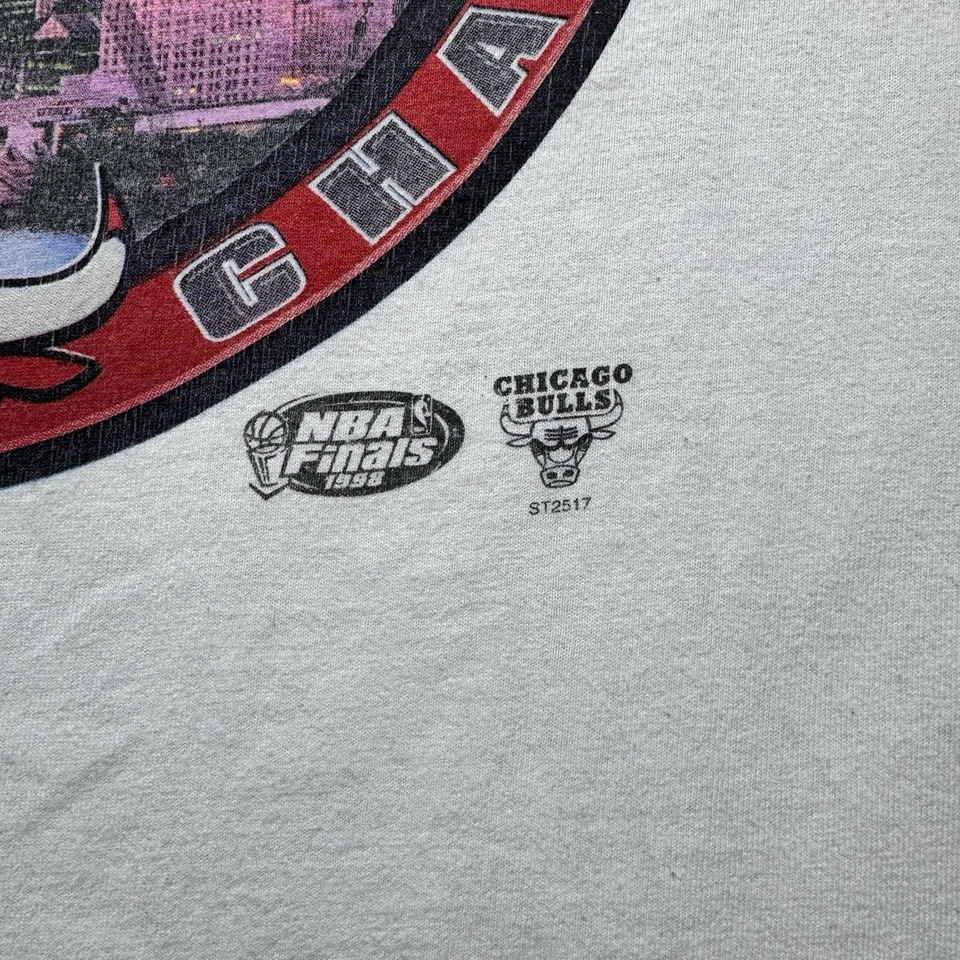 CHA
NBA
Finals
1998
CHICAGO
BULLS
ST2517